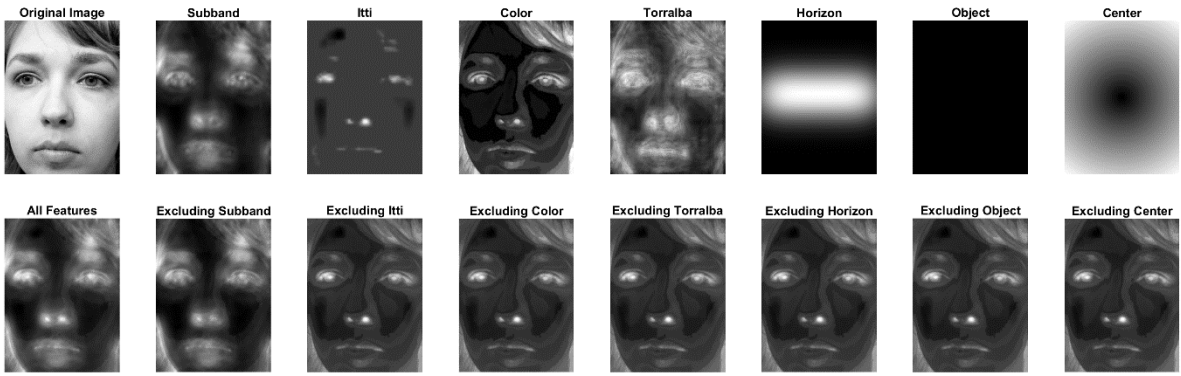 Original Image Subband Itti Color Torralba Horizon Object Center
All Features Excluding Subband Excluding Itti Excluding Color Excluding Torralba Excluding Horizon Excluding Object Excluding Center